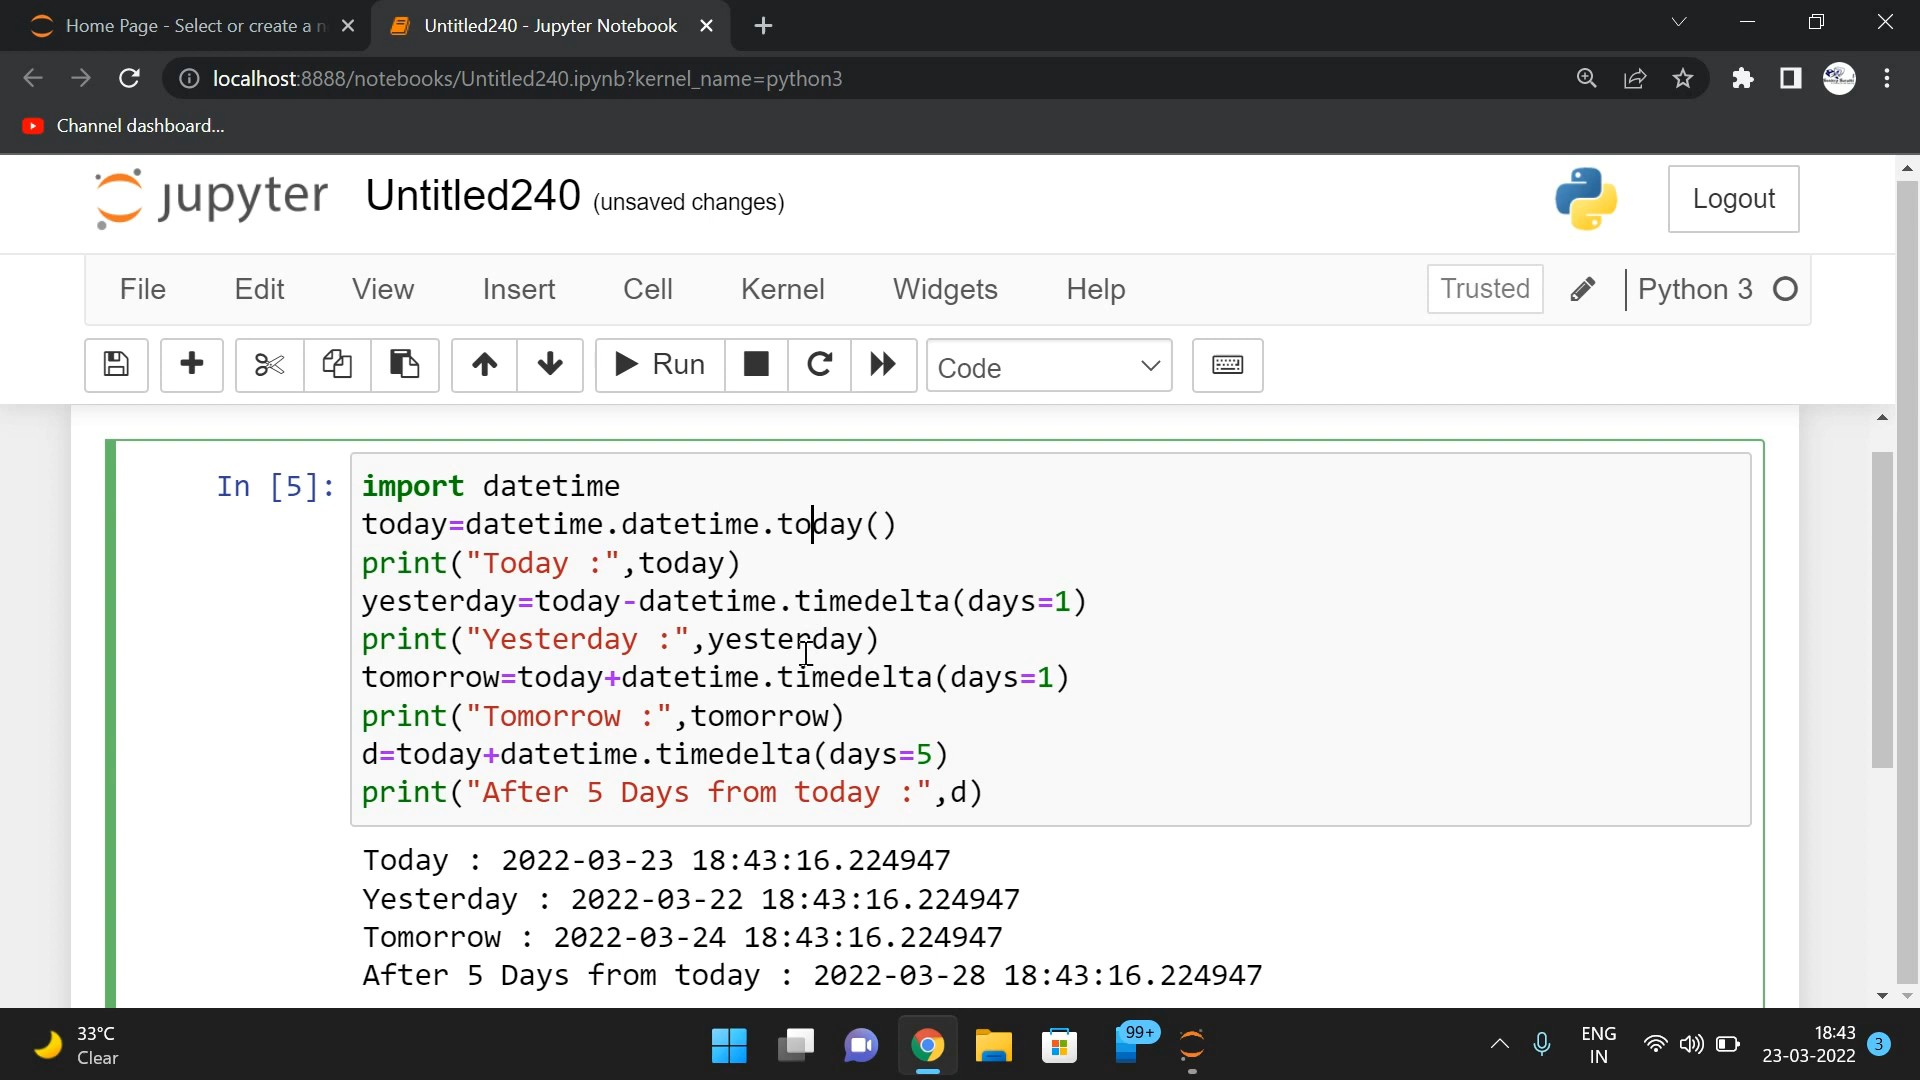 Home Page - Select or create a n
Untitled240 - Jupyter Notebook
localhost:8888/notebooks/Untitled240.ipynb?kernel_name=python3
Channel dashboard...
jupyter Untitled240 (unsaved changes)
Logout
File Edit View Insert Cell Kernel Widgets Help Trusted Python 3
Run Code
In [5]:
import datetime
today=datetime.datetime.today()
print("Today :",today)
yesterday=today-datetime.timedelta(days=1)
print("Yesterday :",yesterday)
tomorrow=today+datetime.timedelta(days=1)
print("Tomorrow :",tomorrow)
d=today+datetime.timedelta(days=5)
print("After 5 Days from today :",d)
Today : 2022-03-23 18:43:16.224947
Yesterday : 2022-03-22 18:43:16.224947
Tomorrow : 2022-03-24 18:43:16.224947
After 5 Days from today : 2022-03-28 18:43:16.224947
33°C
Clear
99+
ENG
IN
18:43
23-03-2022
3